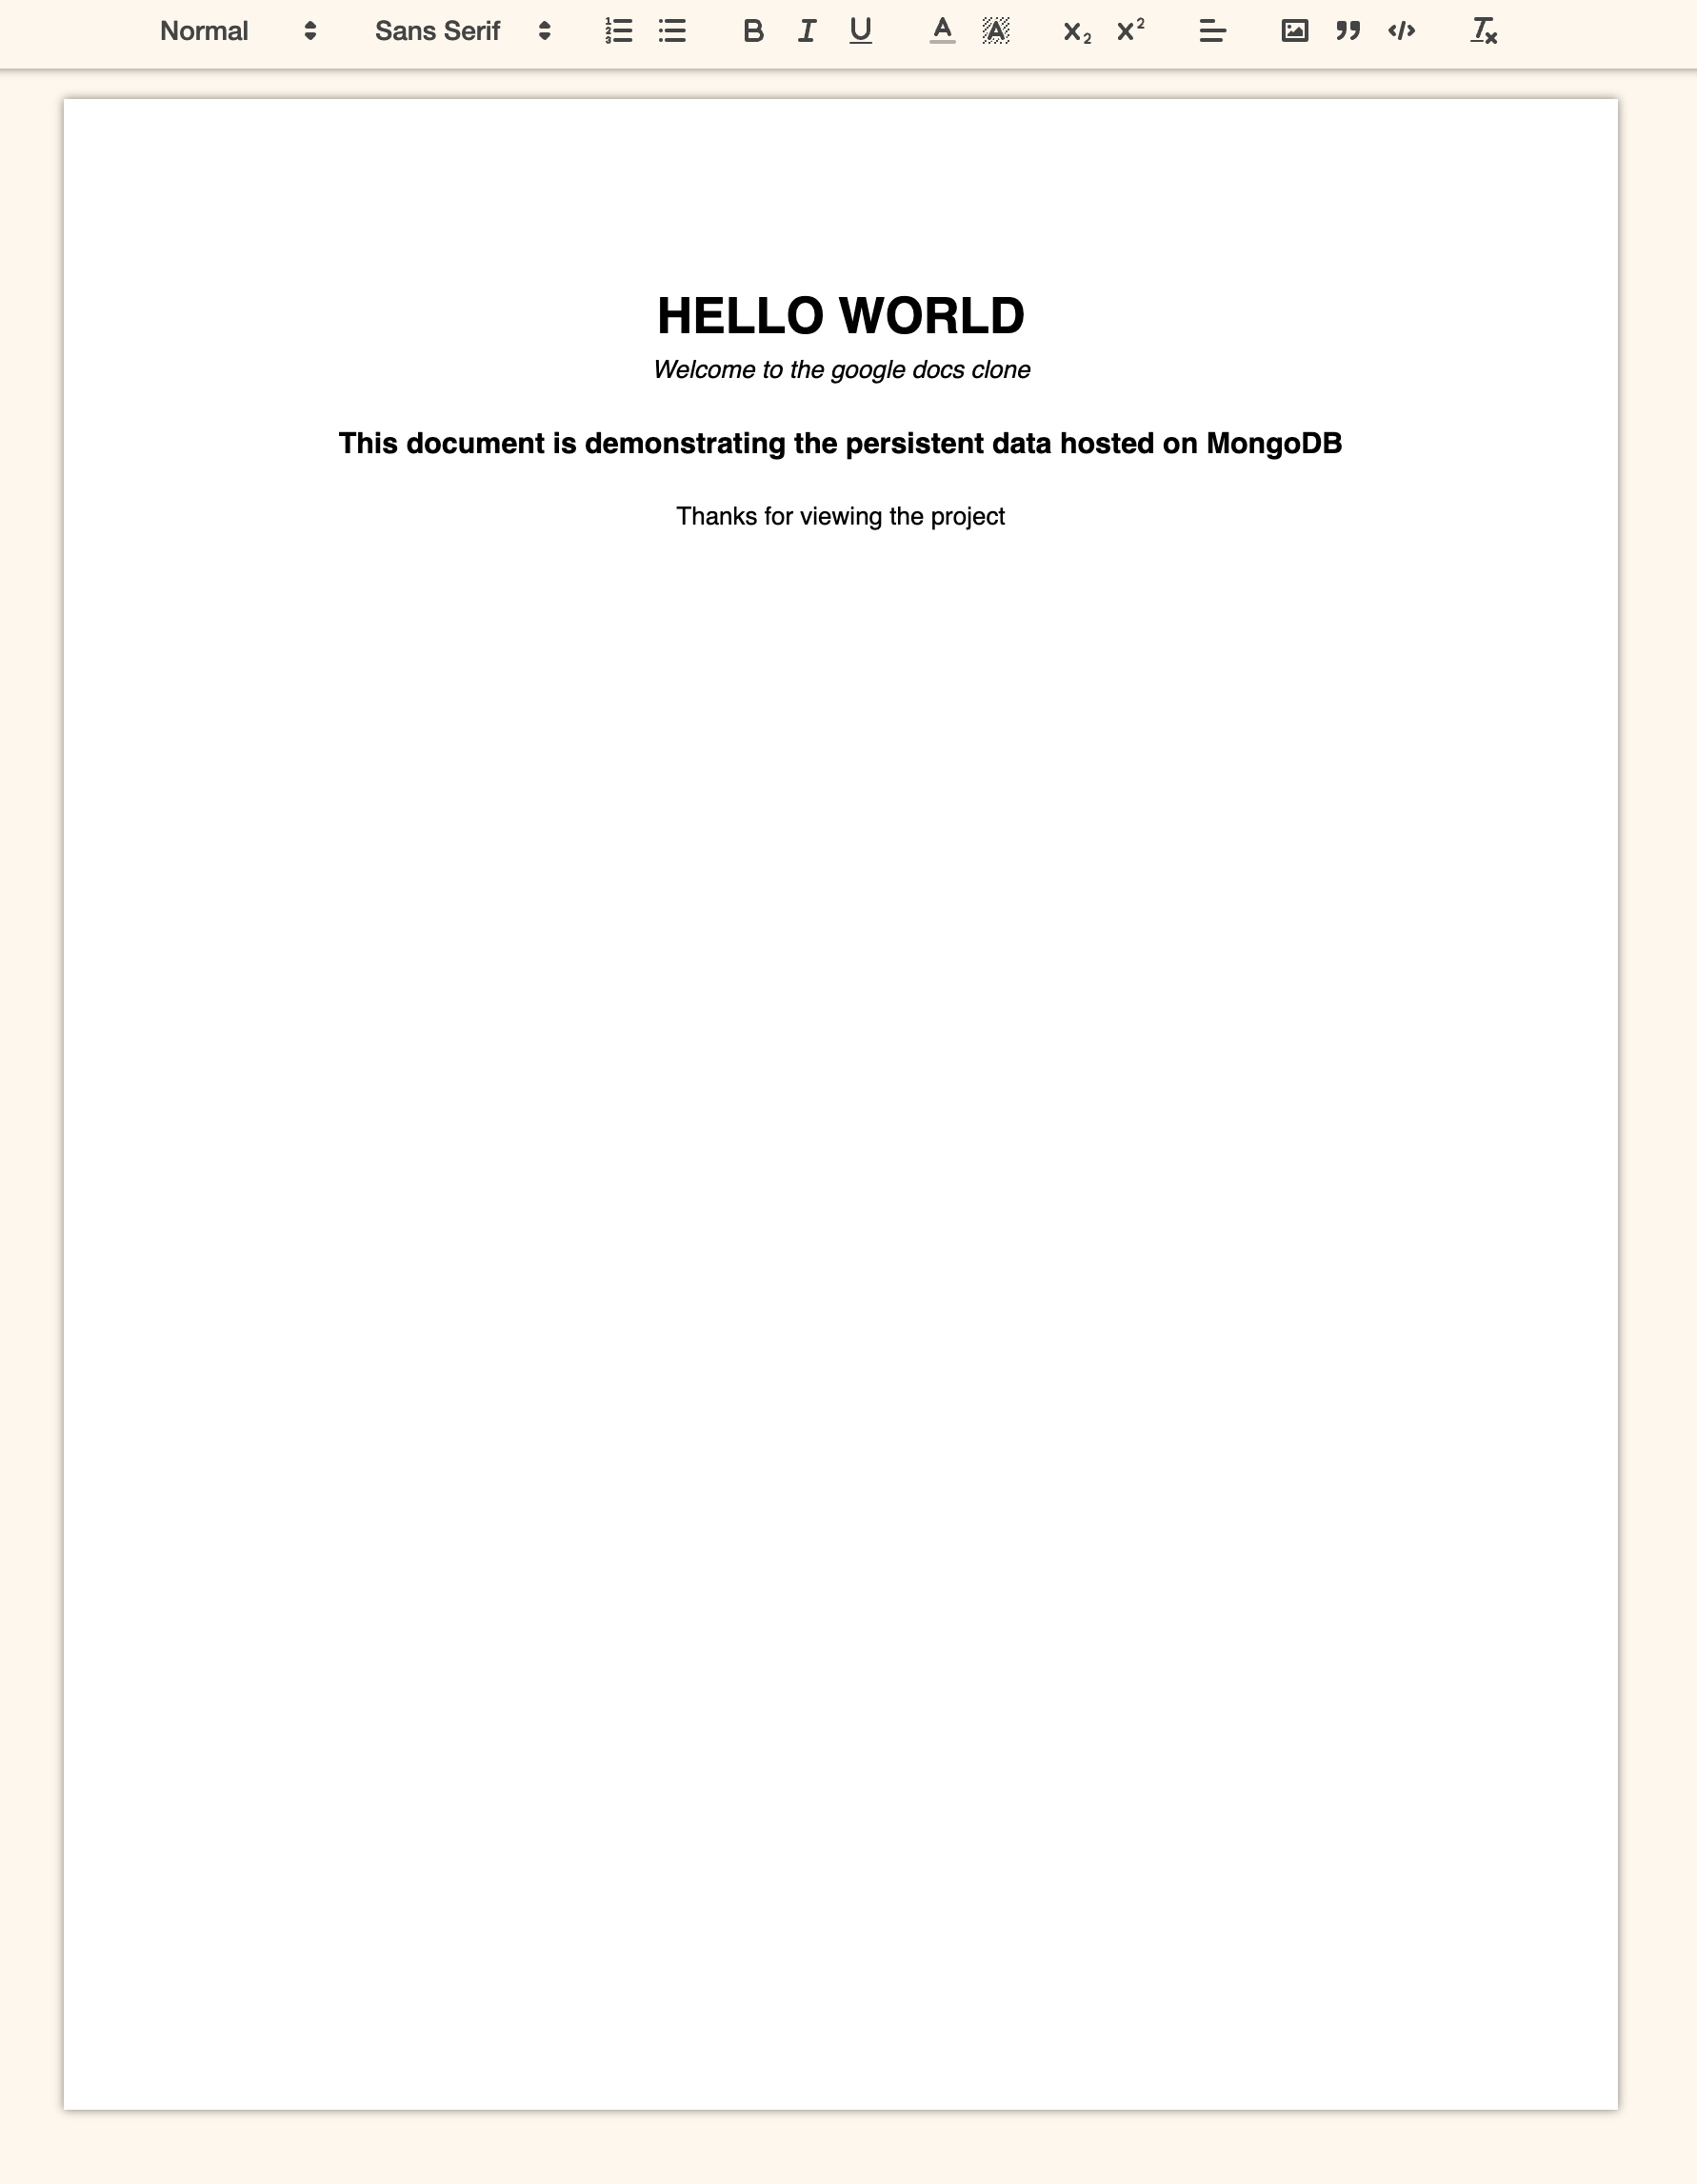 Normal Sans Serif
HELLO WORLD
Welcome to the google docs clone
This document is demonstrating the persistent data hosted on MongoDB
Thanks for viewing the project